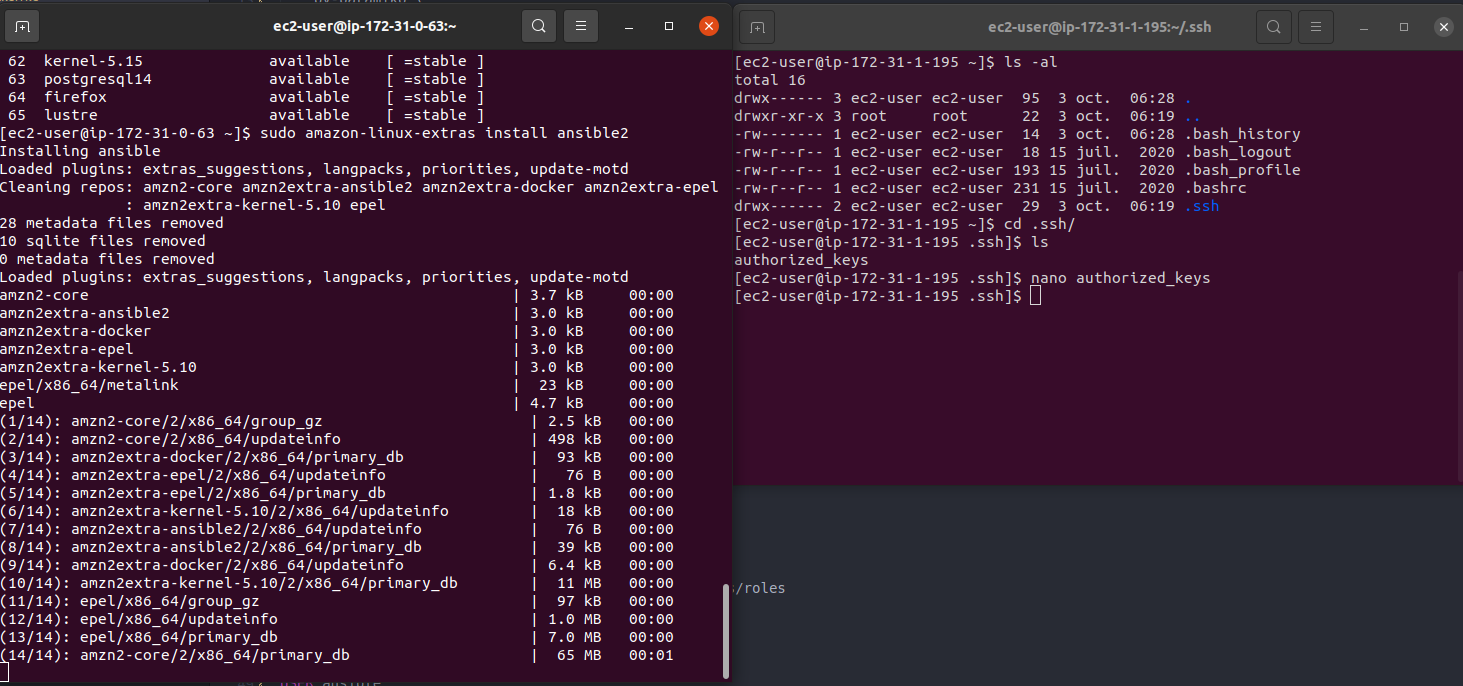 ec2-user@ip-172-31-0-63:~
62  kernel-5.15              available    [ =stable ]
63  postgresql14             available    [ =stable ]
64  firefox                  available    [ =stable ]
65  lustre                   available    [ =stable ]
[ec2-user@ip-172-31-0-63 ~]$ sudo amazon-linux-extras install ansible2
Installing ansible
Loaded plugins: extras_suggestions, langpacks, priorities, update-motd
Cleaning repos: amzn2-core amzn2extra-ansible2 amzn2extra-docker amzn2extra-epel
              : amzn2extra-kernel-5.10 epel
28 metadata files removed
10 sqlite files removed
0 metadata files removed
Loaded plugins: extras_suggestions, langpacks, priorities, update-motd
amzn2-core                                               | 3.7 kB     00:00
amzn2extra-ansible2                                      | 3.0 kB     00:00
amzn2extra-docker                                        | 3.0 kB     00:00
amzn2extra-epel                                          | 3.0 kB     00:00
amzn2extra-kernel-5.10                                   | 3.0 kB     00:00
epel/x86_64/metalink                                     |  23 kB     00:00
epel                                                     | 4.7 kB     00:00
(1/14): amzn2-core/2/x86_64/group_gz                       | 2.5 kB   00:00
(2/14): amzn2-core/2/x86_64/updateinfo                     | 498 kB   00:00
(3/14): amzn2extra-docker/2/x86_64/primary_db              |  93 kB   00:00
(4/14): amzn2extra-epel/2/x86_64/updateinfo                |   76 B   00:00
(5/14): amzn2extra-epel/2/x86_64/primary_db                | 1.8 kB   00:00
(6/14): amzn2extra-kernel-5.10/2/x86_64/updateinfo         |  18 kB   00:00
(7/14): amzn2extra-ansible2/2/x86_64/updateinfo            |   76 B   00:00
(8/14): amzn2extra-ansible2/2/x86_64/primary_db            |  39 kB   00:00
(9/14): amzn2extra-docker/2/x86_64/updateinfo              | 6.4 kB   00:00
(10/14): amzn2extra-kernel-5.10/2/x86_64/primary_db        |  11 MB   00:00
(11/14): epel/x86_64/group_gz                              |  97 kB   00:00
(12/14): epel/x86_64/updateinfo                            | 1.0 MB   00:00
(13/14): epel/x86_64/primary_db                            | 7.0 MB   00:00
(14/14): amzn2-core/2/x86_64/primary_db                    |  65 MB   00:01
ec2-user@ip-172-31-1-195:~/.ssh
[ec2-user@ip-172-31-1-195 ~]$ ls -al
total 16
drwx------ 3 ec2-user ec2-user  95  3 oct.  06:28 .
drwxr-xr-x 3 root     root      22  3 oct.  06:19 ..
-rw------- 1 ec2-user ec2-user  14  3 oct.  06:28 .bash_history
-rw-r--r-- 1 ec2-user ec2-user  18 15 juil.  2020 .bash_logout
-rw-r--r-- 1 ec2-user ec2-user 193 15 juil.  2020 .bash_profile
-rw-r--r-- 1 ec2-user ec2-user 231 15 juil.  2020 .bashrc
drwx------ 2 ec2-user ec2-user  29  3 oct.  06:19 .ssh
[ec2-user@ip-172-31-1-195 ~]$ cd .ssh/
[ec2-user@ip-172-31-1-195 .ssh]$ ls
authorized_keys
[ec2-user@ip-172-31-1-195 .ssh]$ nano authorized_keys
[ec2-user@ip-172-31-1-195 .ssh]$
/roles